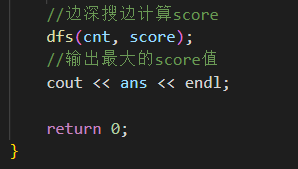 //边深搜边计算score
dfs(cnt, score);
//输出最大的score值
cout << ans << endl;
return 0;
}